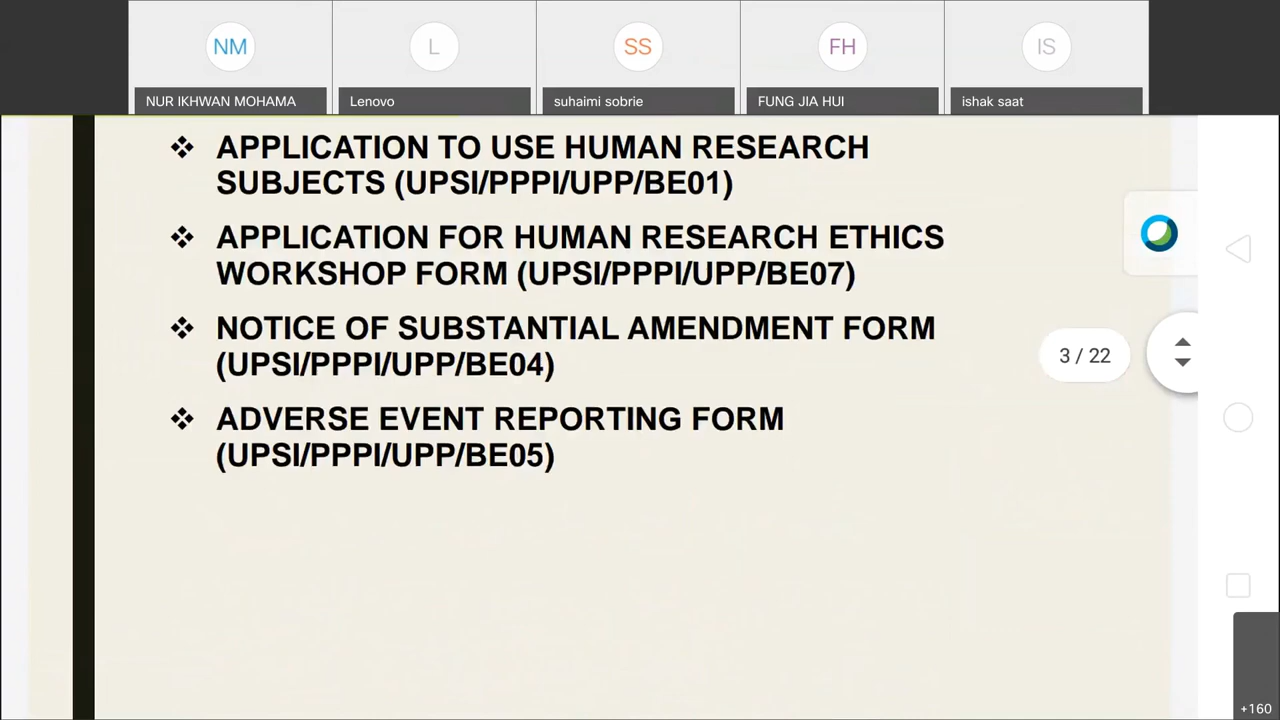 NM
L
SS
FH
IS
NUR IKHWAN MOHAMA
Lenovo
suhaimi sobrie
FUNG JIA HUI
ishak saat
❖ APPLICATION TO USE HUMAN RESEARCH
SUBJECTS (UPSI/PPPI/UPP/BE01)
❖ APPLICATION FOR HUMAN RESEARCH ETHICS
WORKSHOP FORM (UPSI/PPPI/UPP/BE07)
❖ NOTICE OF SUBSTANTIAL AMENDMENT FORM
(UPSI/PPPI/UPP/BE04)
3 / 22
❖ ADVERSE EVENT REPORTING FORM
(UPSI/PPPI/UPP/BE05)
+160